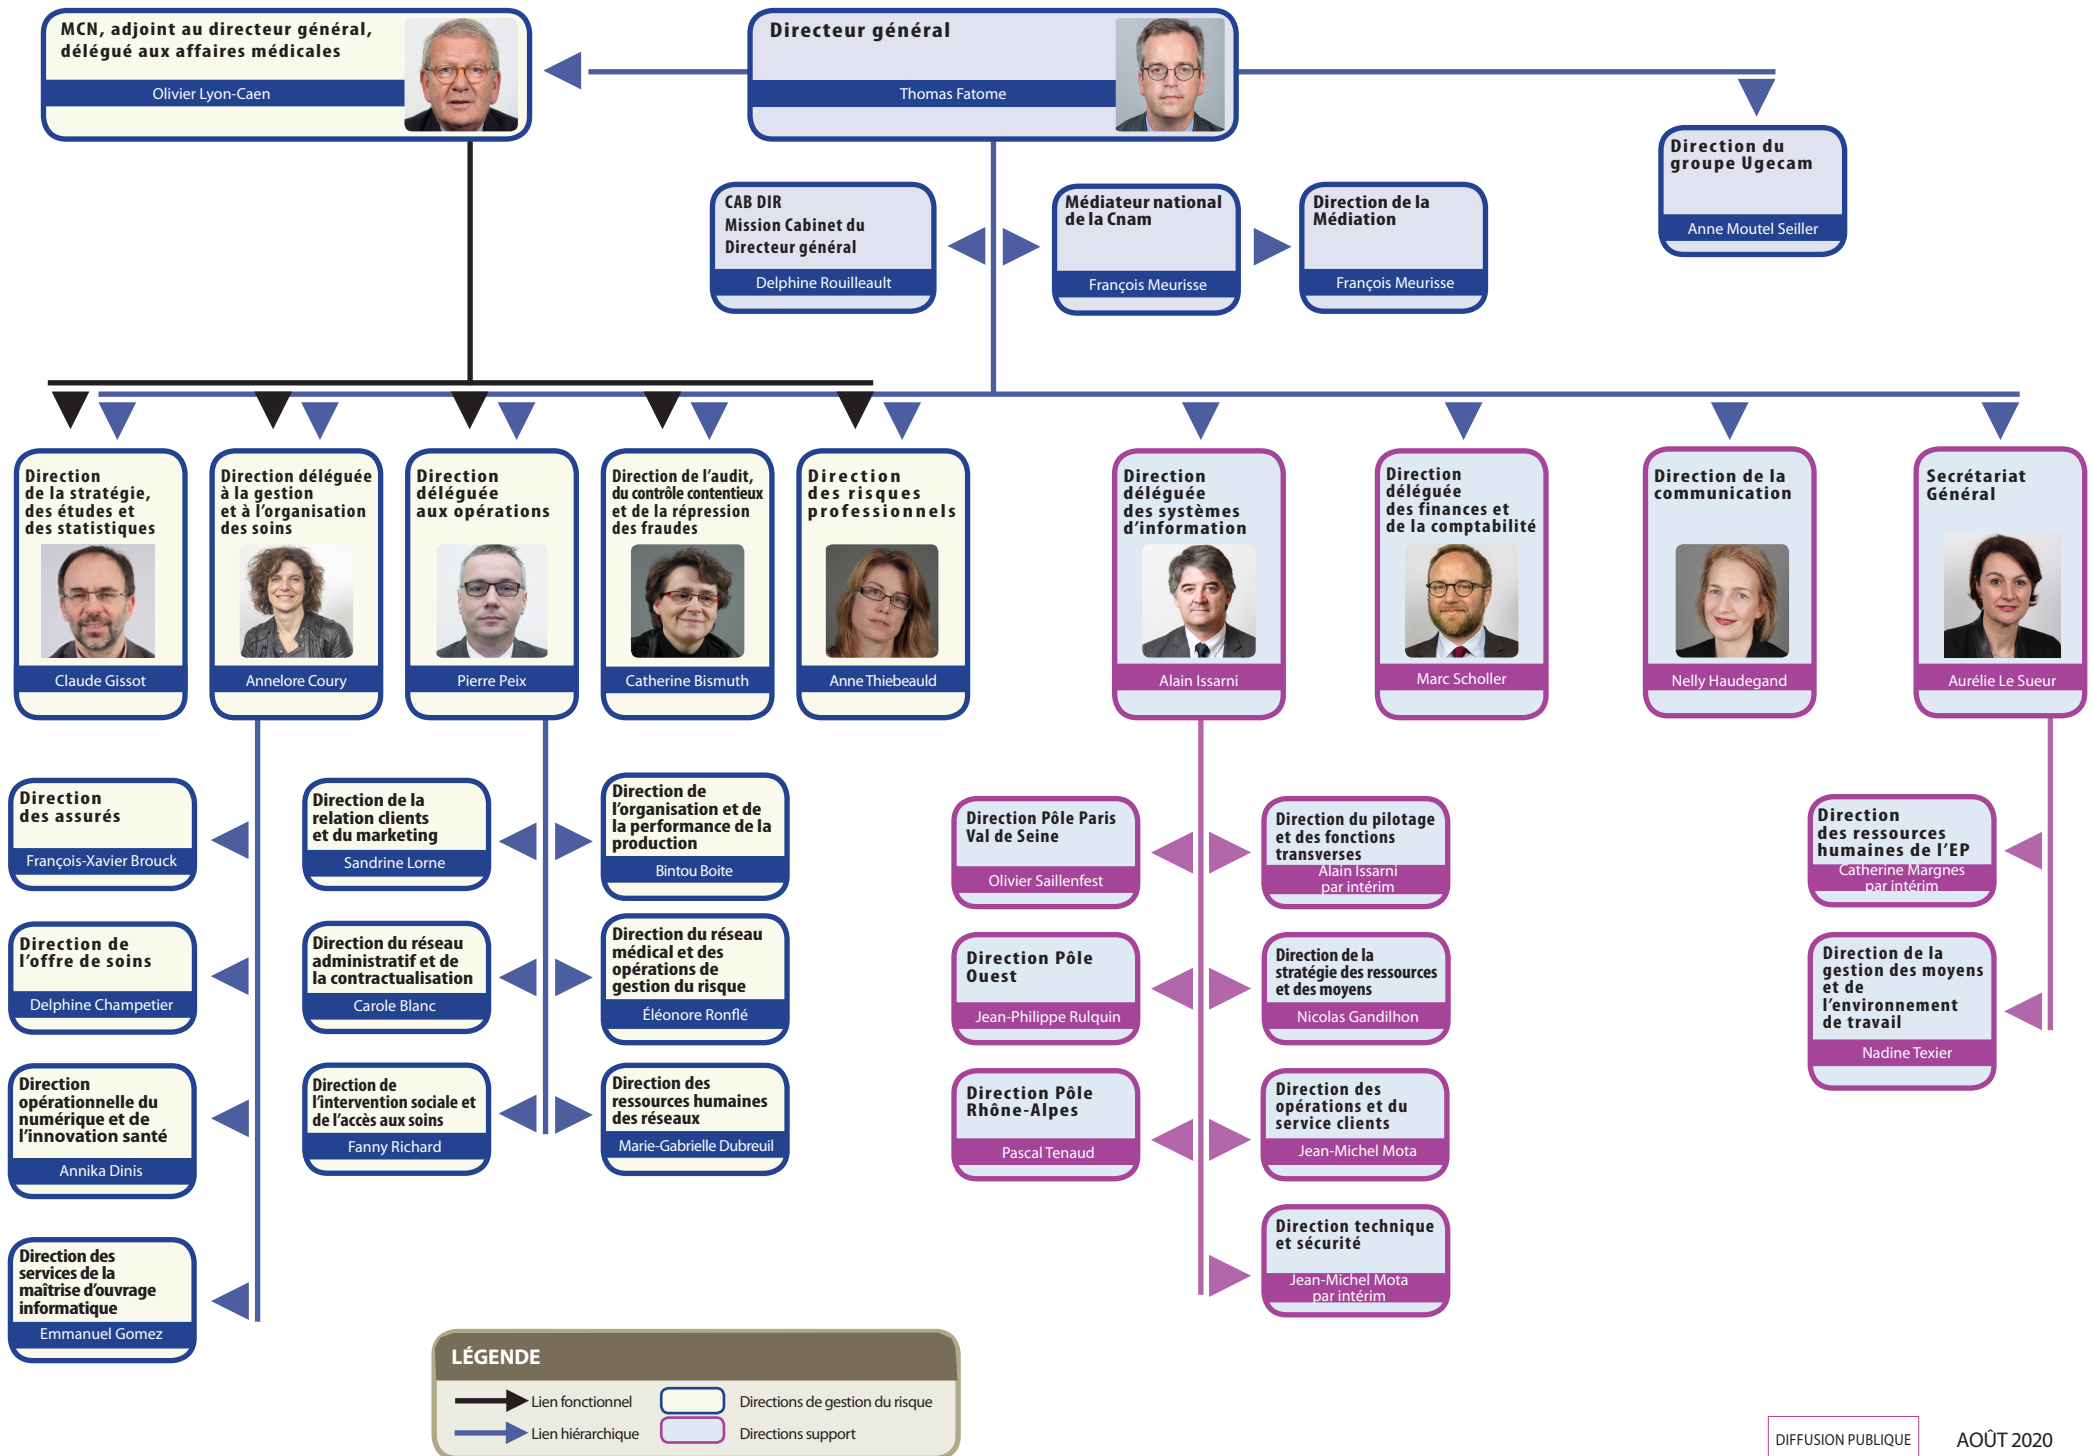 MCN, adjoint au directeur général,
délégué aux affaires médicales
Olivier Lyon-Caen
Directeur général
Thomas Fatome
Direction du
groupe Ugecam
Anne Moutel Seiller
CAB DIR
Mission Cabinet du
Directeur général
Delphine Rouilleault
Médiateur national
de la Cnam
François Meurisse
Direction de la
Médiation
François Meurisse
Direction
de la stratégie,
des études et
des statistiques
Claude Gissot
Direction déléguée
à la gestion
et à l'organisation
des soins
Annelore Coury
Direction
déléguée
aux opérations
Pierre Peix
Direction de l'audit,
du contrôle contentieux
et de la répression
des fraudes
Catherine Bismuth
Direction
des risques
professionnels
Anne Thiebeauld
Direction
déléguée
des systèmes
d'information
Alain Issarni
Direction
déléguée
des finances et
de la comptabilité
Marc Scholler
Direction de la
communication
Nelly Haudegand
Secrétariat
Général
Aurélie Le Sueur
Direction
des assurés
François-Xavier Brouck
Direction de
l'offre de soins
Delphine Champetier
Direction
opérationnelle du
numérique et de
l'innovation santé
Annika Dinis
Direction des
services de la
maîtrise d'ouvrage
informatique
Emmanuel Gomez
Direction de la
relation clients
et du marketing
Sandrine Lorne
Direction du réseau
administratif et de
la contractualisation
Carole Blanc
Direction de
l'intervention sociale et
de l'accès aux soins
Fanny Richard
Direction de
l'organisation et de
la performance de la
production
Bintou Boite
Direction du réseau
médical et des
opérations de
gestion du risque
Éléonore Ronflé
Direction des
ressources humaines
des réseaux
Marie-Gabrielle Dubreuil
Direction Pôle Paris
Val de Seine
Olivier Saillenfest
Direction Pôle
Ouest
Jean-Philippe Rulquin
Direction Pôle
Rhône-Alpes
Pascal Tenaud
Direction du pilotage
et des fonctions
transverses
Alain Issarni
par intérim
Direction de la
stratégie des ressources
et des moyens
Nicolas Gandilhon
Direction des
opérations et du
service clients
Jean-Michel Mota
Direction technique
et sécurité
Jean-Michel Mota
par intérim
Direction
des ressources
humaines de l'EP
Catherine Margnes
par intérim
Direction de la
gestion des moyens
et de
l'environnement
de travail
Nadine Texier
LÉGENDE
Lien fonctionnel
Directions de gestion du risque
Lien hiérarchique
Directions support
DIFFUSION PUBLIQUE
AOÛT 2020